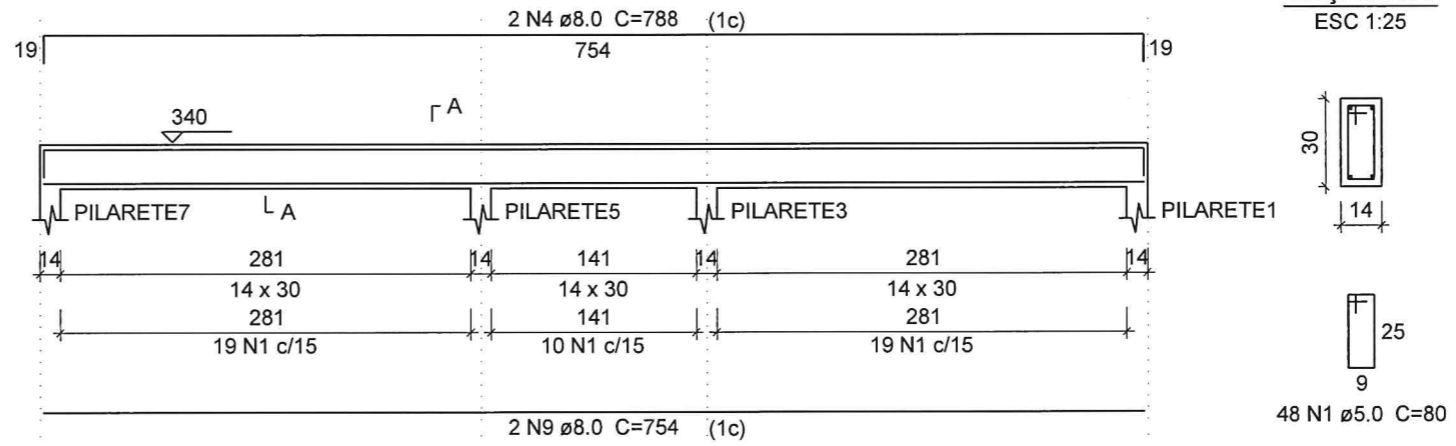 2 N4 ø8.0 C=788 (1c)
19 754 19
ESC 1:25
340
A
A
PILARETE7 PILARETE5 PILARETE3 PILARETE1
14 281 14 141 14 281 14
14 x 30 14 x 30 14 x 30
281 141 281
19 N1 c/15 10 N1 c/15 19 N1 c/15
2 N9 ø8.0 C=754 (1c)
30
14
25
9
48 N1 ø5.0 C=80